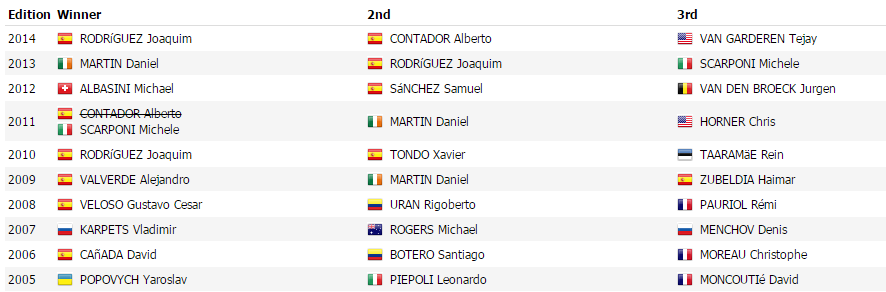 Edition Winner 2nd 3rd
2014 RODRíGUEZ Joaquim CONTADOR Alberto VAN GARDEREN Tejay
2013 MARTIN Daniel RODRíGUEZ Joaquim SCARPONI Michele
2012 ALBASINI Michael SáNCHEZ Samuel VAN DEN BROECK Jurgen
2011 CONTADOR Alberto
SCARPONI Michele MARTIN Daniel HORNER Chris
2010 RODRíGUEZ Joaquim TONDO Xavier TAARAMäE Rein
2009 VALVERDE Alejandro MARTIN Daniel ZUBELDIA Haimar
2008 VELOSO Gustavo Cesar URAN Rigoberto PAURIOL Rémi
2007 KARPETS Vladimir ROGERS Michael MENCHOV Denis
2006 CAñADA David BOTERO Santiago MOREAU Christophe
2005 POPOVYCH Yaroslav PIEPOLI Leonardo MONCOUTIé David